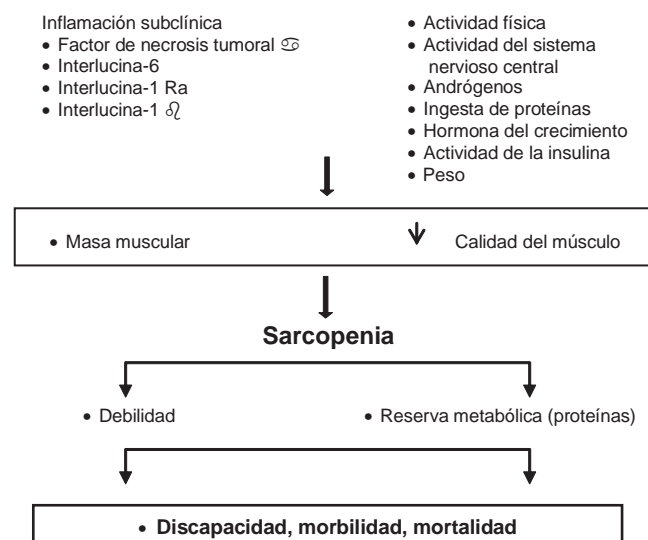 Inflamación subclínica
• Factor de necrosis tumoral ♋
• Interlucina-6
• Interlucina-1 Ra
• Interlucina-1 ♌
• Actividad física
• Actividad del sistema
nervioso central
• Andrógenos
• Ingesta de proteínas
• Hormona del crecimiento
• Actividad de la insulina
• Peso
• Masa muscular
Calidad del músculo
Sarcopenia
• Debilidad
• Reserva metabólica (proteínas)
• Discapacidad, morbilidad, mortalidad